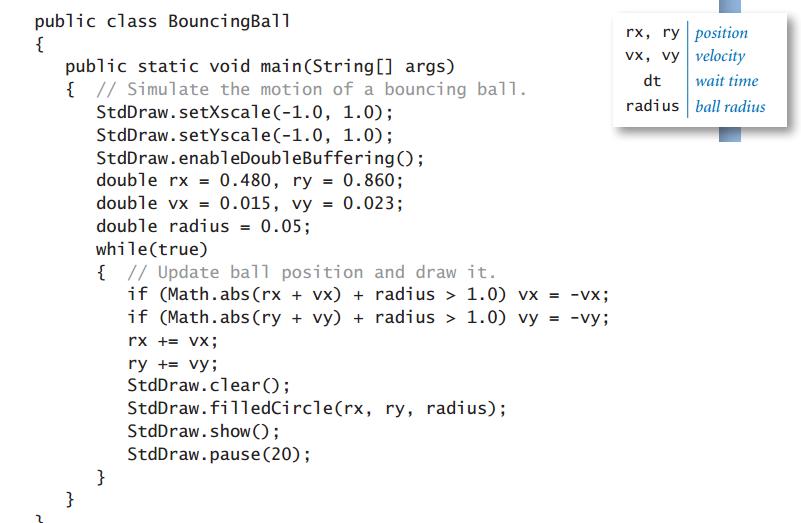 public class BouncingBall
{
public static void main(String[] args)
{ // Simulate the motion of a bouncing ball.
StdDraw.setXscale(-1.0, 1.0);
StdDraw.setYscale(-1.0, 1.0);
StdDraw.enableDoubleBuffering();
double rx = 0.480, ry = 0.860;
double vx = 0.015, vy = 0.023;
double radius = 0.05;
while(true)
{ // Update ball position and draw it.
if (Math.abs(rx + vx) + radius > 1.0) vx = -vx;
if (Math.abs(ry + vy) + radius > 1.0) vy = -vy;
rx += vx;
ry += vy;
StdDraw.clear();
StdDraw.filledCircle(rx, ry, radius);
StdDraw.show();
StdDraw.pause(20);
}
}
}
rx, ry position
vx, vy velocity
dt wait time
radius ball radius